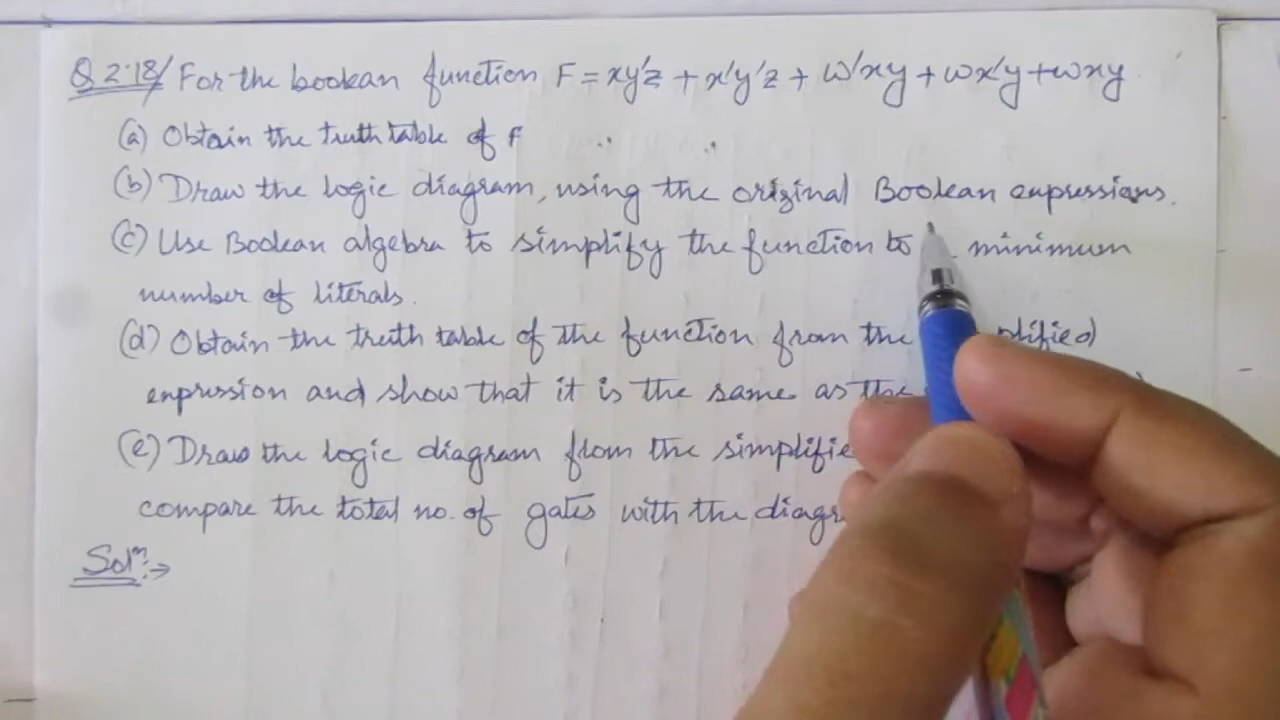 Q 2.18/ For the boolean function F = xy'z + x'y'z + w'xy + wx'y + wxy
(a) Obtain the truth table of F
(b) Draw the logic diagram, using the original Boolean expressions.
(c) Use Boolean algebra to simplify the function to minimum
number of literals.
(d) Obtain the truth table of the function from the
expression and show that it is the same as the
(e) Draw the logic diagram from the
compare the total no. of gates with the
Solⁿ:→